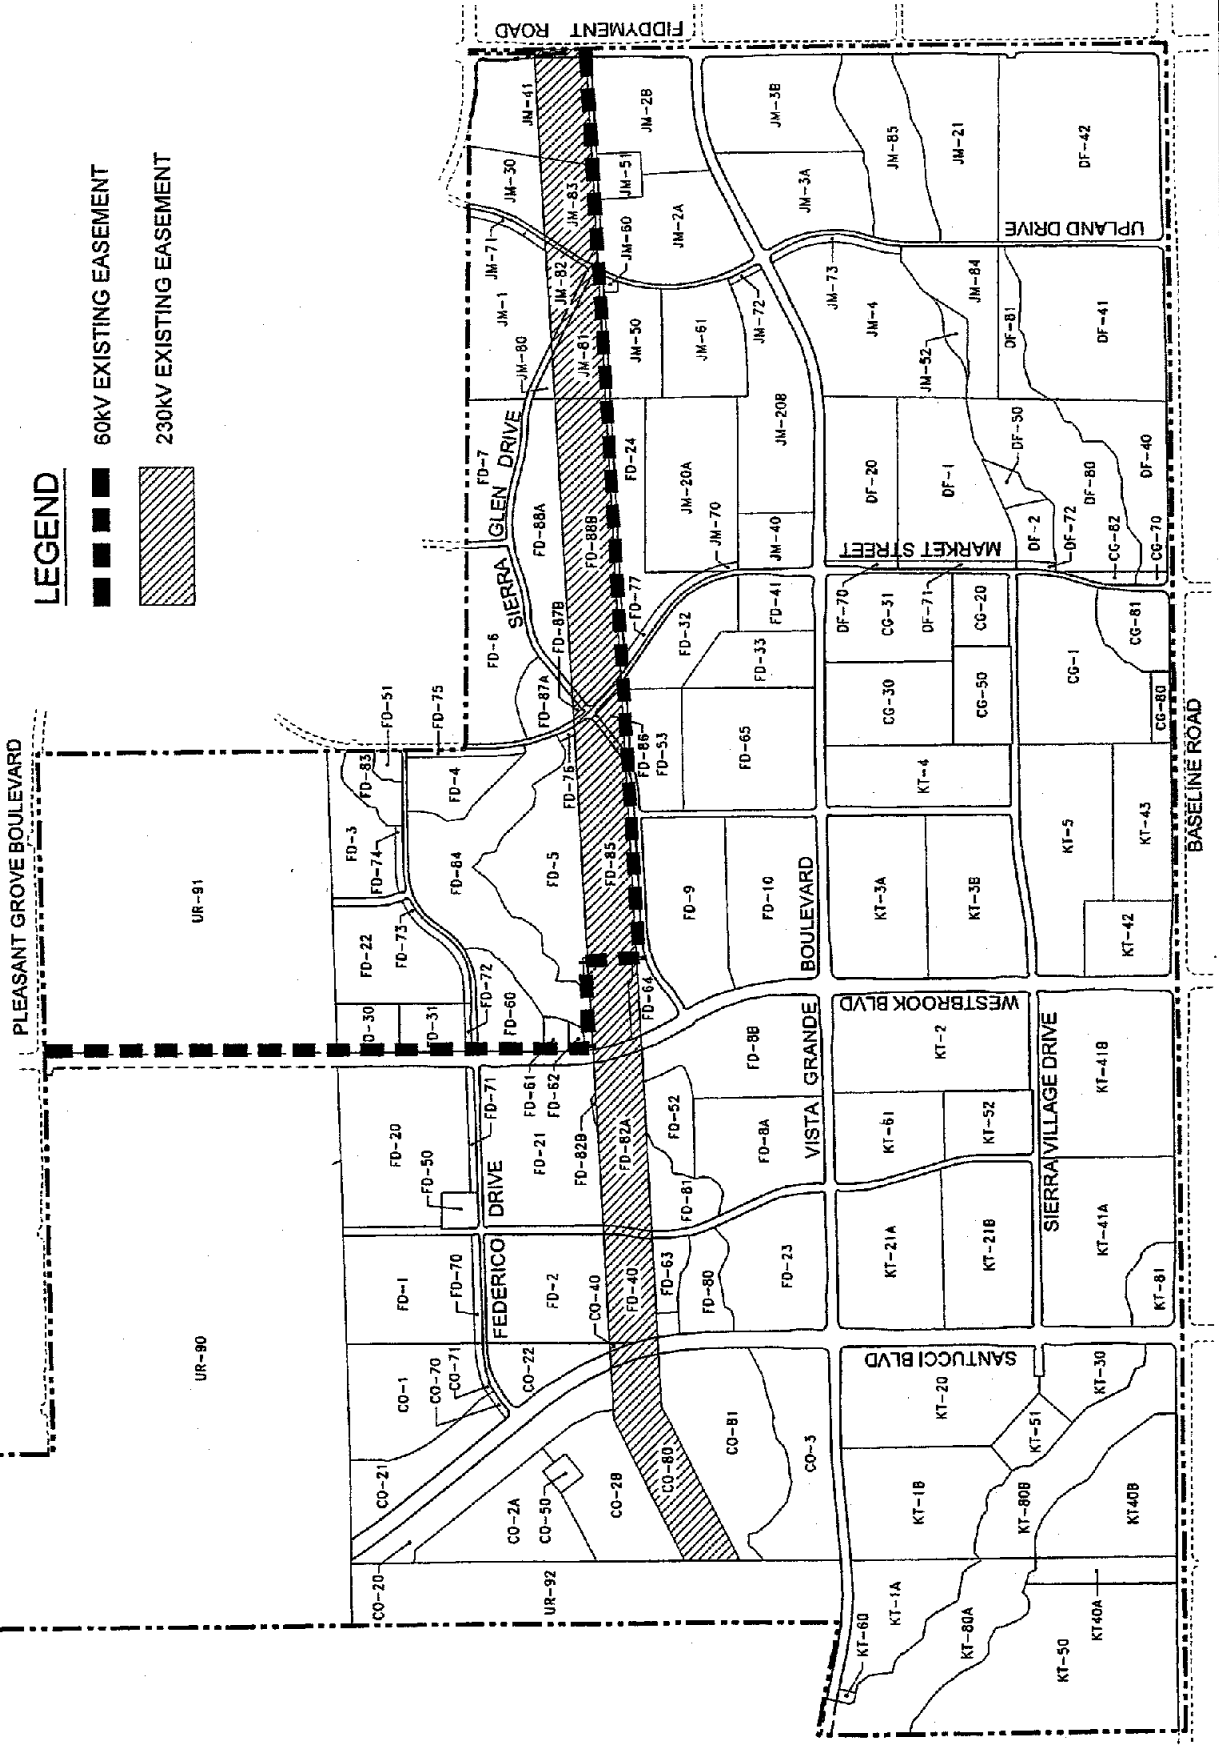 LEGEND
60kV EXISTING EASEMENT
230KV EXISTING EASEMENT
PLEASANT GROVE BOULEVARD
FIDDYMENT ROAD
BASELINE ROAD
UPLAND DRIVE
MARKET STREET
SIERRA GLEN DRIVE
VISTA GRANDE BOULEVARD
WESTBROOK BLVD
SIERRA VILLAGE DRIVE
FEDERICO DRIVE
SANTUCCI BLVD
UR-91
UR-90
UR-92
JM-41
JM-30
JM-71
JM-1
JM-80
JM-83
JM-82
JM-81
JM-51
JM-60
JM-2B
JM-2A
JM-50
JM-61
JM-72
JM-3B
JM-3A
JM-73
JM-85
JM-21
JM-4
JM-84
JM-52
JM-20A
JM-20B
JM-70
JM-40
DF-42
DF-41
DF-81
DF-50
DF-80
DF-40
DF-20
DF-1
DF-2
DF-72
DF-70
DF-71
CG-82
CG-70
CG-31
CG-20
CG-30
CG-50
CG-1
CG-81
CG-80
FD-7
FD-24
FD-88A
FD-88B
FD-6
FD-87B
FD-87A
FD-77
FD-32
FD-41
FD-33
FD-86
FD-53
FD-65
FD-76
FD-51
FD-75
FD-83
FD-4
FD-3
FD-74
FD-84
FD-5
FD-85
FD-9
FD-10
FD-22
FD-73
FD-72
FD-60
FD-30
FD-31
FD-61
FD-62
FD-64
FD-8B
FD-20
FD-50
FD-71
FD-21
FD-82B
FD-82A
FD-52
FD-8A
FD-81
FD-1
FD-70
FD-2
FD-40
FD-63
FD-80
FD-23
CO-40
CO-1
CO-70
CO-71
CO-22
CO-21
CO-20
CO-2A
CO-50
CO-2B
CO-80
CO-81
CO-3
KT-4
KT-5
KT-43
KT-42
KT-3A
KT-3B
KT-2
KT-41B
KT-61
KT-52
KT-21A
KT-21B
KT-41A
KT-81
KT-20
KT-30
KT-51
KT-1B
KT-80B
KT40B
KT-1A
KT-60
KT-80A
KT-50
KT40A